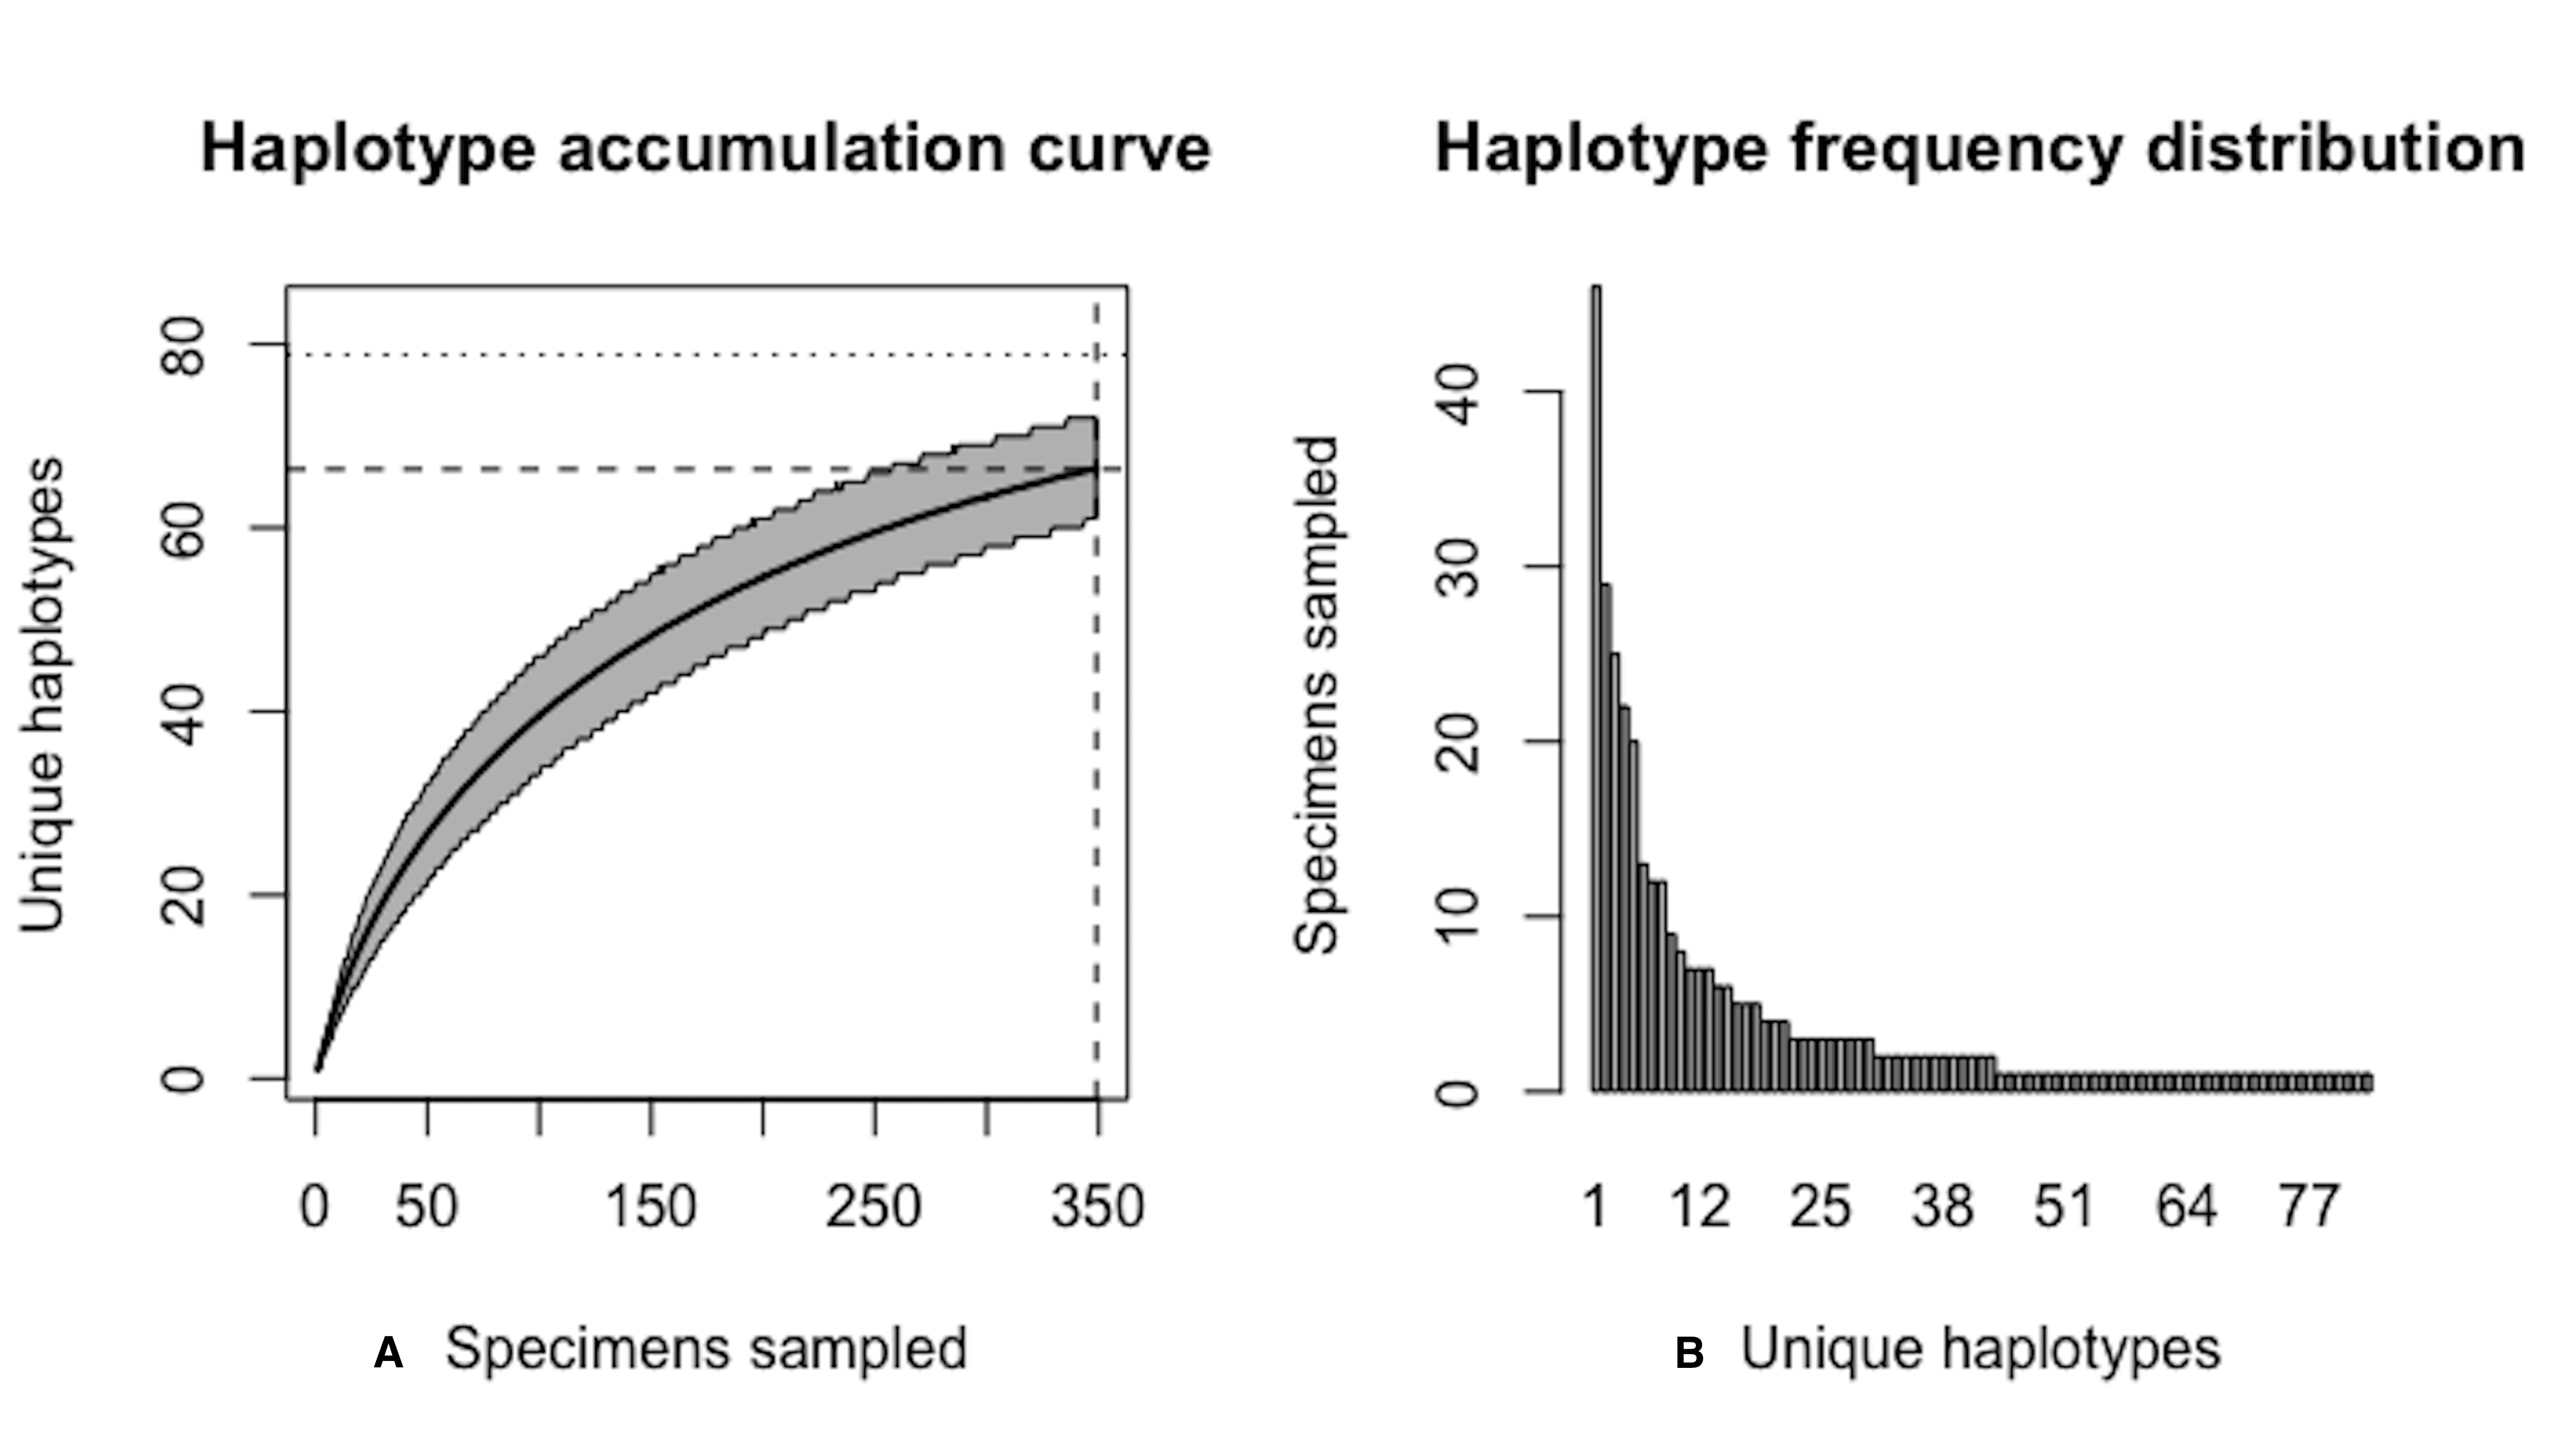 Haplotype accumulation curve
Unique haplotypes
80
60
40
20
0
0 50 150 250 350
A Specimens sampled
Haplotype frequency distribution
Specimens sampled
40
30
20
10
0
1 12 25 38 51 64 77
B Unique haplotypes